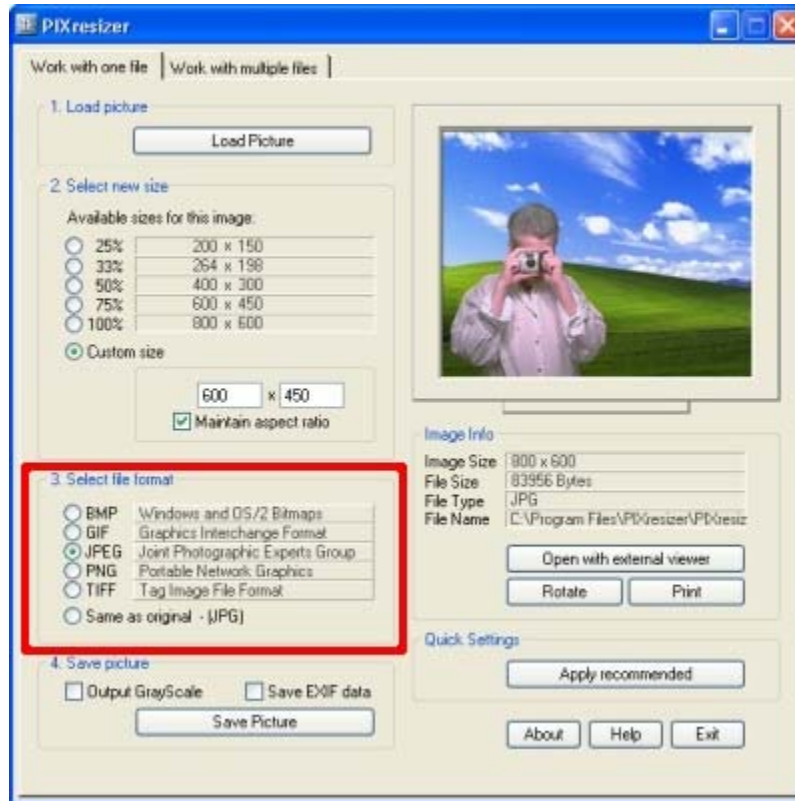 PIXresizer
Work with one file
Work with multiple files
1. Load picture
Load Picture
2. Select new size
Available sizes for this image:
25% 200 x 150
33% 264 x 198
50% 400 x 300
75% 600 x 450
100% 800 x 600
Custom size
600 x 450
Maintain aspect ratio
3. Select file format
BMP Windows and OS/2 Bitmaps
GIF Graphics Interchange Format
JPEG Joint Photographic Experts Group
PNG Portable Network Graphics
TIFF Tag Image File Format
Same as original - (JPG)
4. Save picture
Output GrayScale
Save EXIF data
Save Picture
Image Info
Image Size 800 x 600
File Size 83956 Bytes
File Type JPG
File Name C:\Program Files\PIXresizer\PIXresiz
Open with external viewer
Rotate
Print
Quick Settings
Apply recommended
About
Help
Exit